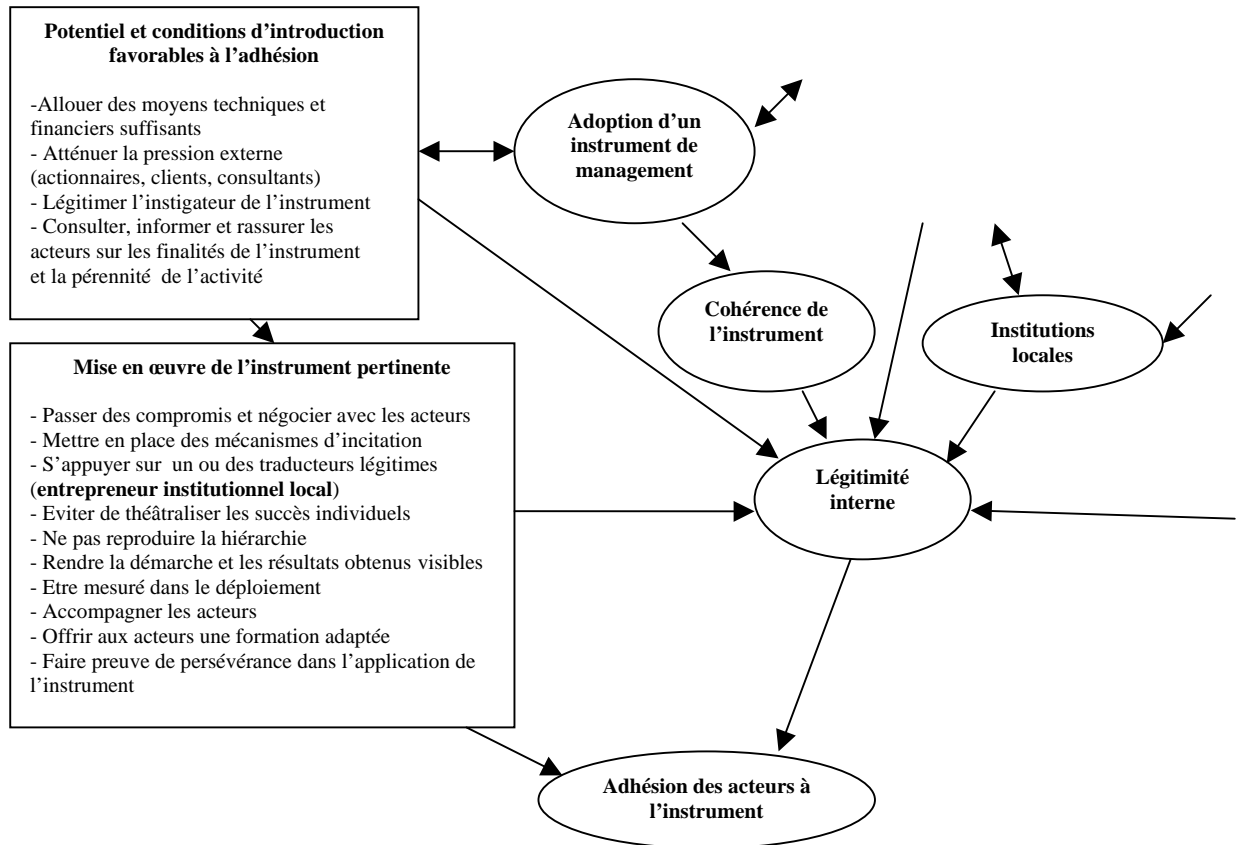 Potentiel et conditions d’introduction
favorables à l’adhésion
-Allouer des moyens techniques et
financiers suffisants
- Atténuer la pression externe
(actionnaires, clients, consultants)
- Légitimer l’instigateur de l’instrument
- Consulter, informer et rassurer les
acteurs sur les finalités de l’instrument
et la pérennité de l’activité
Adoption d’un
instrument de
management
Cohérence de
l’instrument
Institutions
locales
Mise en œuvre de l’instrument pertinente
- Passer des compromis et négocier avec les acteurs
- Mettre en place des mécanismes d’incitation
- S’appuyer sur un ou des traducteurs légitimes
(entrepreneur institutionnel local)
- Eviter de théâtraliser les succès individuels
- Ne pas reproduire la hiérarchie
- Rendre la démarche et les résultats obtenus visibles
- Etre mesuré dans le déploiement
- Accompagner les acteurs
- Offrir aux acteurs une formation adaptée
- Faire preuve de persévérance dans l’application de
l’instrument
Légitimité
interne
Adhésion des acteurs à
l’instrument